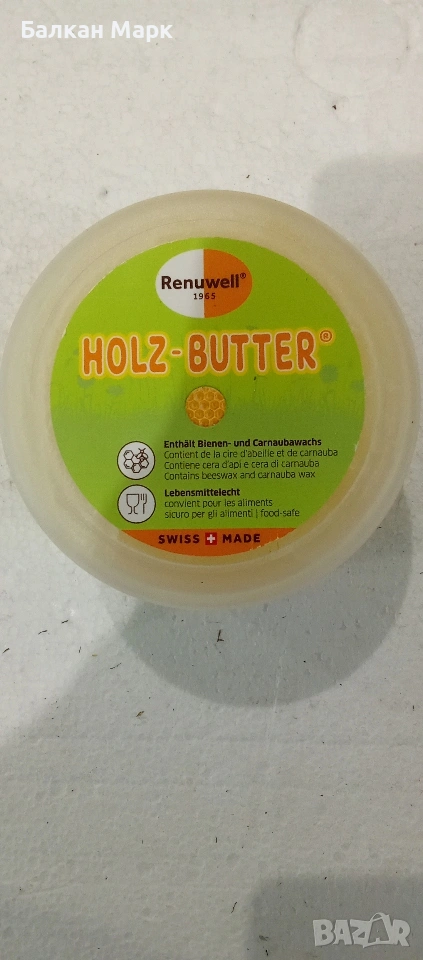 Балкан Марк
Renuwell®
1965
HOLZ-BUTTER®
Enthält Bienen- und Carnaubawachs
Contient de la cire d'abeille et de carnauba
Contiene cera d'api e cera di carnauba
Contains beeswax and carnauba wax
Lebensmittelecht
convient pour les aliments
sicuro per gli alimenti | food-safe
SWISS MADE
BAZAR